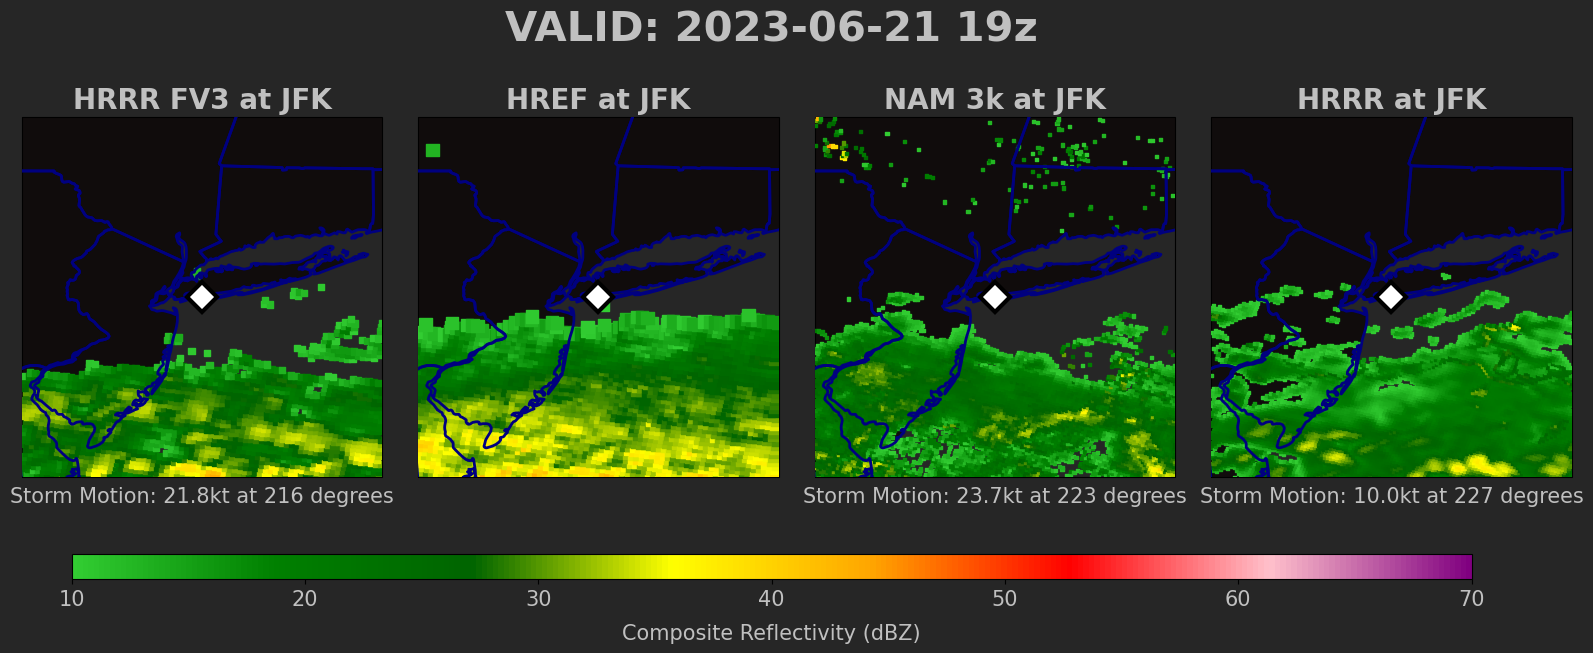 VALID: 2023-06-21 19z
HRRR FV3 at JFK
HREF at JFK
NAM 3k at JFK
HRRR at JFK
Storm Motion: 21.8kt at 216 degrees
Storm Motion: 23.7kt at 223 degrees
Storm Motion: 10.0kt at 227 degrees
10 20 30 40 50 60 70
Composite Reflectivity (dBZ)